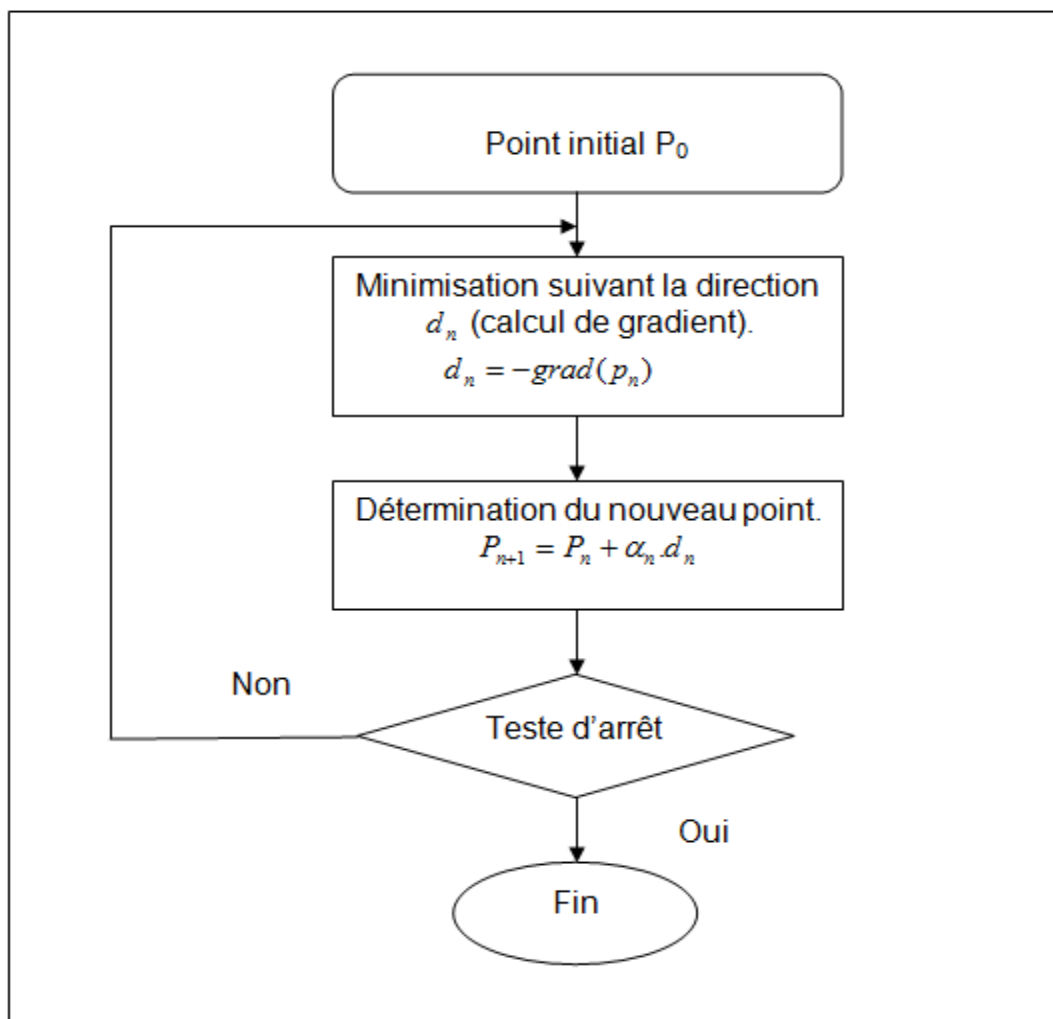 Point initial P₀
Minimisation suivant la direction
dₙ (calcul de gradient).
dₙ = −grad(pₙ)
Détermination du nouveau point.
Pₙ₊₁ = Pₙ + αₙ.dₙ
Non
Teste d’arrêt
Oui
Fin